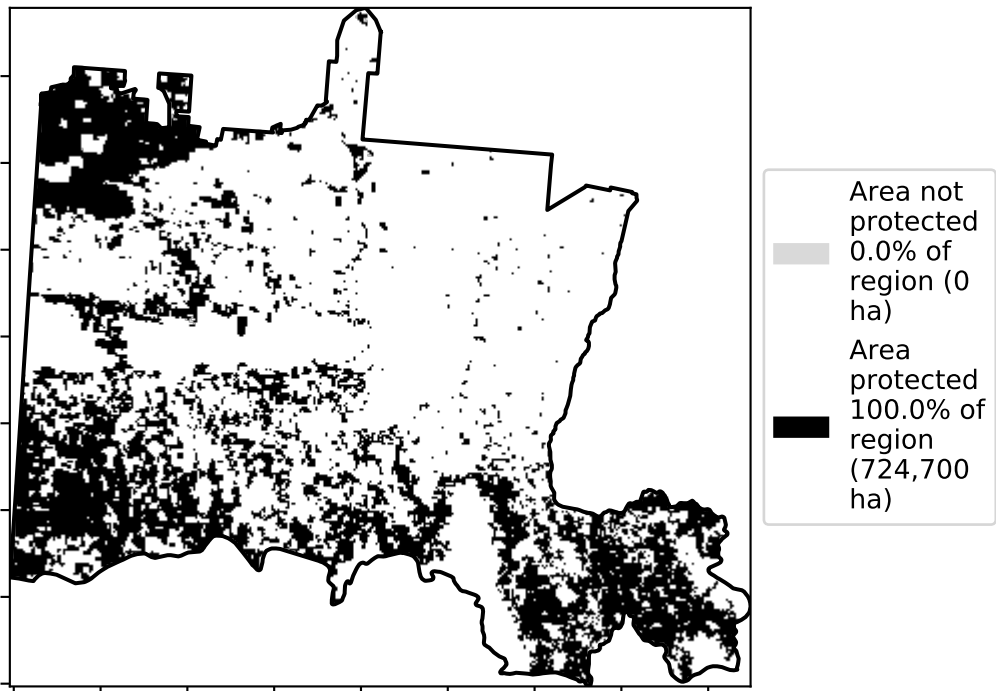 Area not
protected
0.0% of
region (0
ha)
Area
protected
100.0% of
region
(724,700
ha)